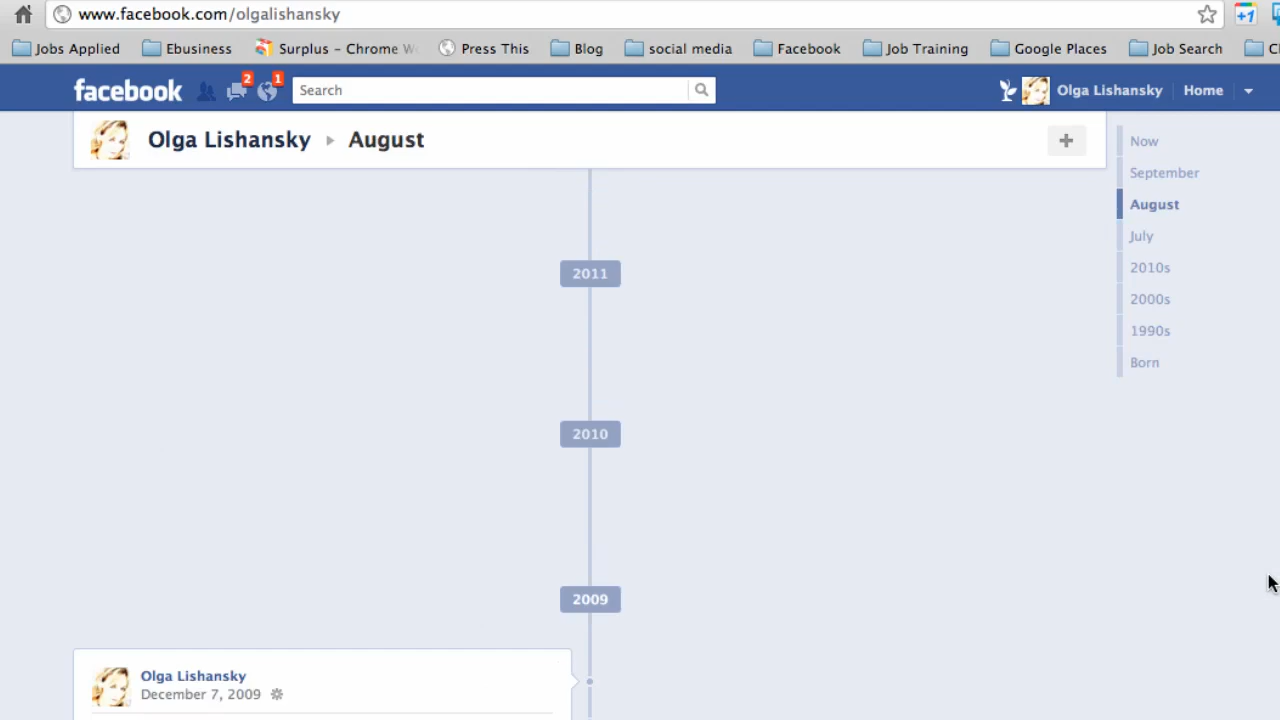 www.facebook.com/olgalishansky
+1
Jobs Applied Ebusiness Surplus – Chrome Press This Blog social media Facebook Job Training Google Places Job Search
facebook 2 1 Search Olga Lishansky Home
Olga Lishansky August
Now
September
August
July
2010s
2000s
1990s
Born
2011
2010
2009
Olga Lishansky
December 7, 2009